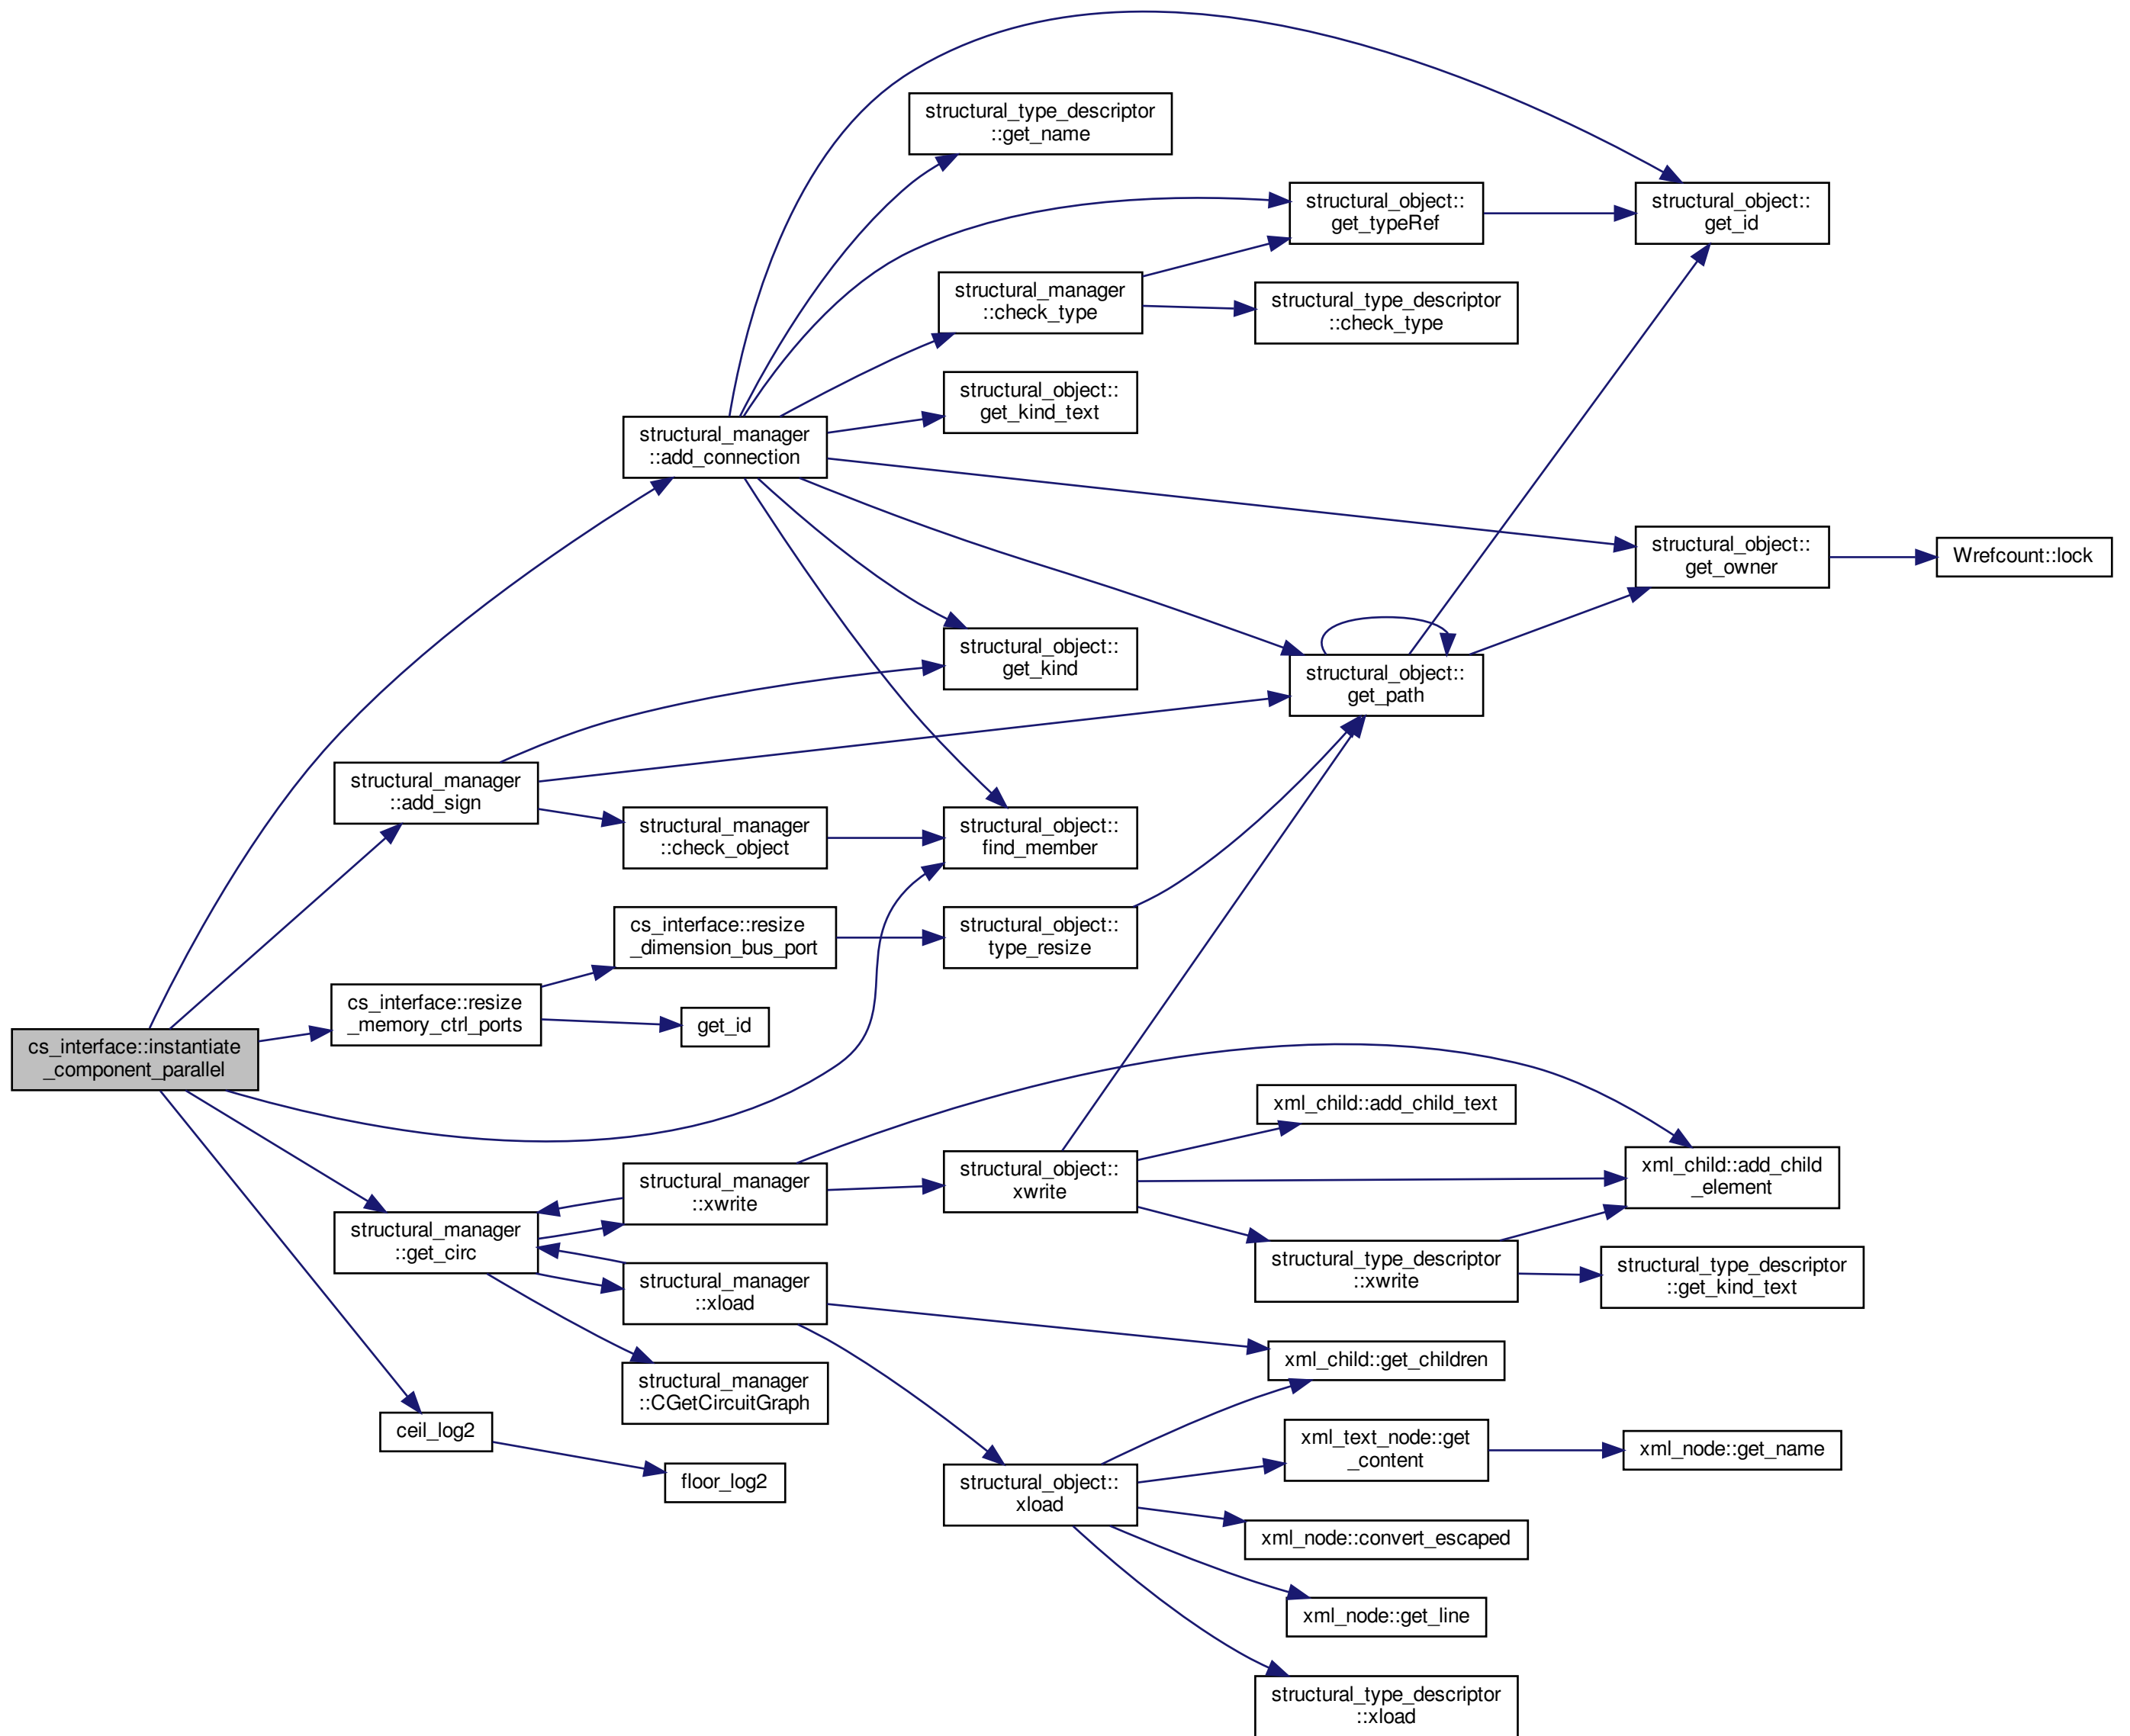 structural_type_descriptor
::get_name
structural_object::
get_typeRef
structural_object::
get_id
structural_manager
::check_type
structural_type_descriptor
::check_type
structural_object::
get_kind_text
structural_manager
::add_connection
structural_object::
get_owner
Wrefcount::lock
structural_object::
get_kind
structural_object::
get_path
structural_manager
::add_sign
structural_manager
::check_object
structural_object::
find_member
cs_interface::resize
_dimension_bus_port
structural_object::
type_resize
cs_interface::resize
_memory_ctrl_ports
get_id
cs_interface::instantiate
_component_parallel
xml_child::add_child_text
structural_manager
::xwrite
structural_object::
xwrite
xml_child::add_child
_element
structural_manager
::get_circ
structural_type_descriptor
::xwrite
structural_type_descriptor
::get_kind_text
structural_manager
::xload
xml_child::get_children
structural_manager
::CGetCircuitGraph
ceil_log2
xml_text_node::get
_content
xml_node::get_name
floor_log2
structural_object::
xload
xml_node::convert_escaped
xml_node::get_line
structural_type_descriptor
::xload